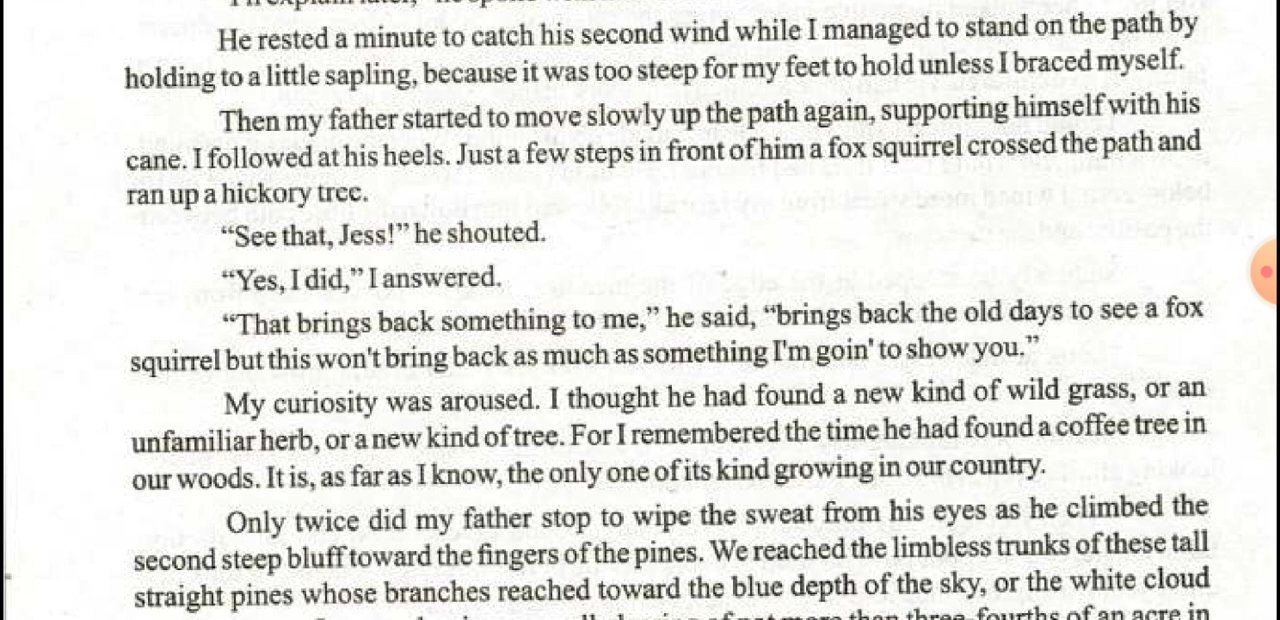 He rested a minute to catch his second wind while I managed to stand on the path by
holding to a little sapling, because it was too steep for my feet to hold unless I braced myself.
Then my father started to move slowly up the path again, supporting himself with his
cane. I followed at his heels. Just a few steps in front of him a fox squirrel crossed the path and
ran up a hickory tree.
“See that, Jess!” he shouted.
“Yes, I did,” I answered.
“That brings back something to me,” he said, “brings back the old days to see a fox
squirrel but this won't bring back as much as something I'm goin' to show you.”
My curiosity was aroused. I thought he had found a new kind of wild grass, or an
unfamiliar herb, or a new kind of tree. For I remembered the time he had found a coffee tree in
our woods. It is, as far as I know, the only one of its kind growing in our country.
Only twice did my father stop to wipe the sweat from his eyes as he climbed the
second steep bluff toward the fingers of the pines. We reached the limbless trunks of these tall
straight pines whose branches reached toward the blue depth of the sky, or the white cloud
of not more than three-fourths of an acre in